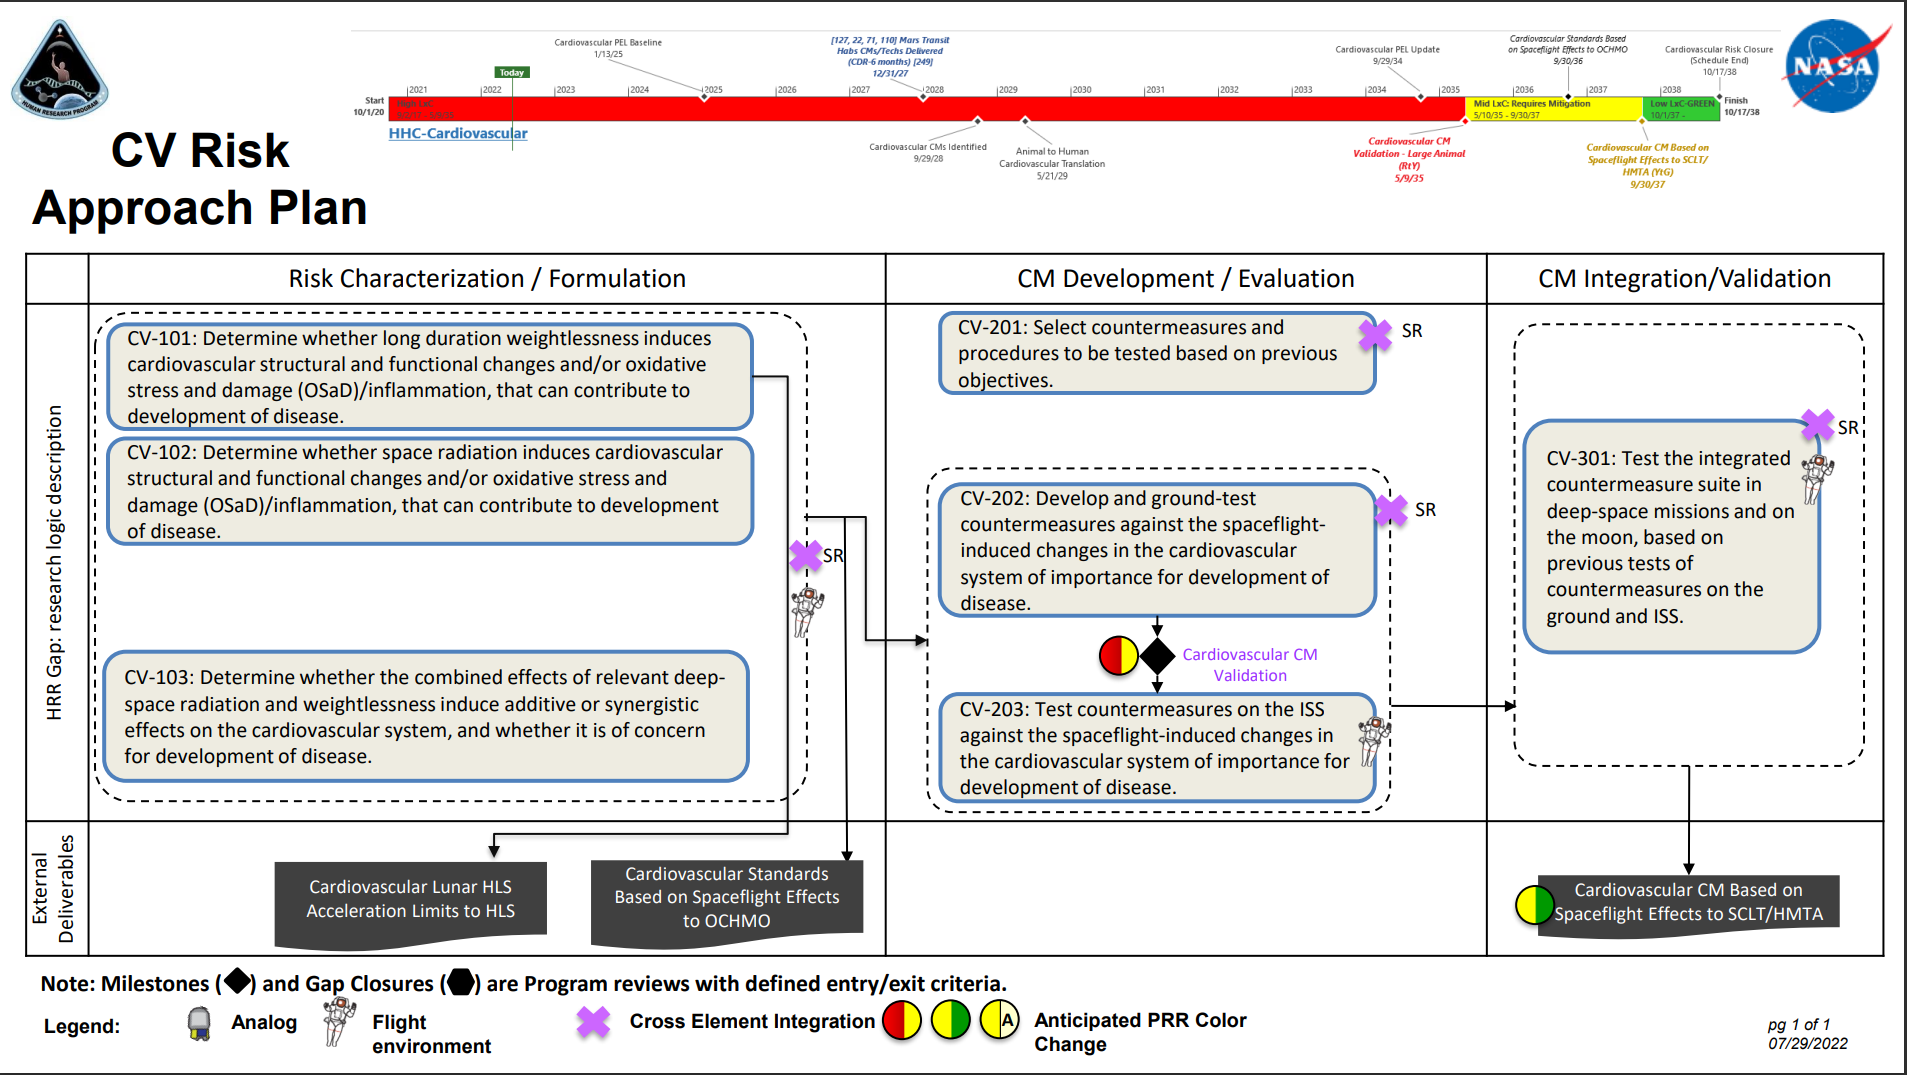 HUMAN RESEARCH PROGRAM
CV Risk
Approach Plan
Cardiovascular PEL Baseline
1/13/25
[127, 22, 71, 110] Mars Transit
Habs CMs/Techs Delivered
(CDR-6 months) [249]
12/31/27
Cardiovascular PEL Update
9/29/34
Cardiovascular Standards Based
on Spaceflight Effects to OCHMO
9/30/36
Cardiovascular Risk Closure
(Schedule End)
10/17/38
NASA
Today
2021 2022 2023 2024 2025 2026 2027 2028 2029 2030 2031 2032 2033 2034 2035 2036 2037 2038
Start
10/1/20
High LxC
Mid LxC: Requires Mitigation
5/10/35 - 9/30/37
Low LxC-GREEN
10/1/37 -
Finish
10/17/38
HHC-Cardiovascular
Cardiovascular CMs Identified
9/29/28
Animal to Human
Cardiovascular Translation
5/21/29
Cardiovascular CM
Validation - Large Animal
(RtY)
5/9/35
Cardiovascular CM Based on
Spaceflight Effects to SCLT/
HMTA (YtG)
9/30/37
Risk Characterization / Formulation
CM Development / Evaluation
CM Integration/Validation
HRR Gap: research logic description
CV-101: Determine whether long duration weightlessness induces
cardiovascular structural and functional changes and/or oxidative
stress and damage (OSaD)/inflammation, that can contribute to
development of disease.
CV-102: Determine whether space radiation induces cardiovascular
structural and functional changes and/or oxidative stress and
damage (OSaD)/inflammation, that can contribute to development
of disease.
SR
CV-103: Determine whether the combined effects of relevant deep-
space radiation and weightlessness induce additive or synergistic
effects on the cardiovascular system, and whether it is of concern
for development of disease.
CV-201: Select countermeasures and
procedures to be tested based on previous
objectives.
SR
CV-202: Develop and ground-test
countermeasures against the spaceflight-
induced changes in the cardiovascular
system of importance for development of
disease.
SR
Cardiovascular CM
Validation
CV-203: Test countermeasures on the ISS
against the spaceflight-induced changes in
the cardiovascular system of importance for
development of disease.
SR
CV-301: Test the integrated
countermeasure suite in
deep-space missions and on
the moon, based on
previous tests of
countermeasures on the
ground and ISS.
External
Deliverables
Cardiovascular Lunar HLS
Acceleration Limits to HLS
Cardiovascular Standards
Based on Spaceflight Effects
to OCHMO
Cardiovascular CM Based on
Spaceflight Effects to SCLT/HMTA
Note: Milestones (◆) and Gap Closures (⬢) are Program reviews with defined entry/exit criteria.
Legend:
Analog
Flight
environment
Cross Element Integration
A
Anticipated PRR Color
Change
pg 1 of 1
07/29/2022